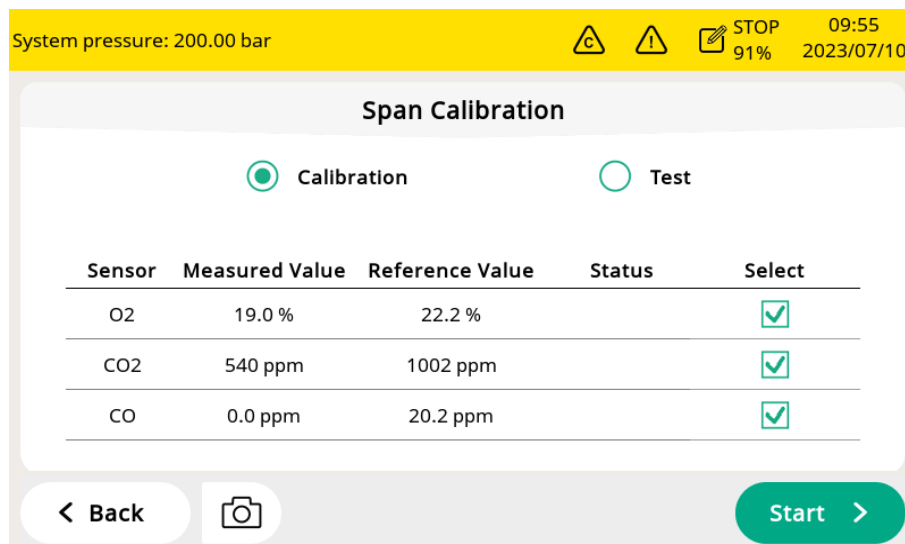 System pressure: 200.00 bar C ! STOP 09:55
91% 2023/07/10
Span Calibration
Calibration Test
Sensor Measured Value Reference Value Status Select
O2 19.0 % 22.2 %
CO2 540 ppm 1002 ppm
CO 0.0 ppm 20.2 ppm
Back Start